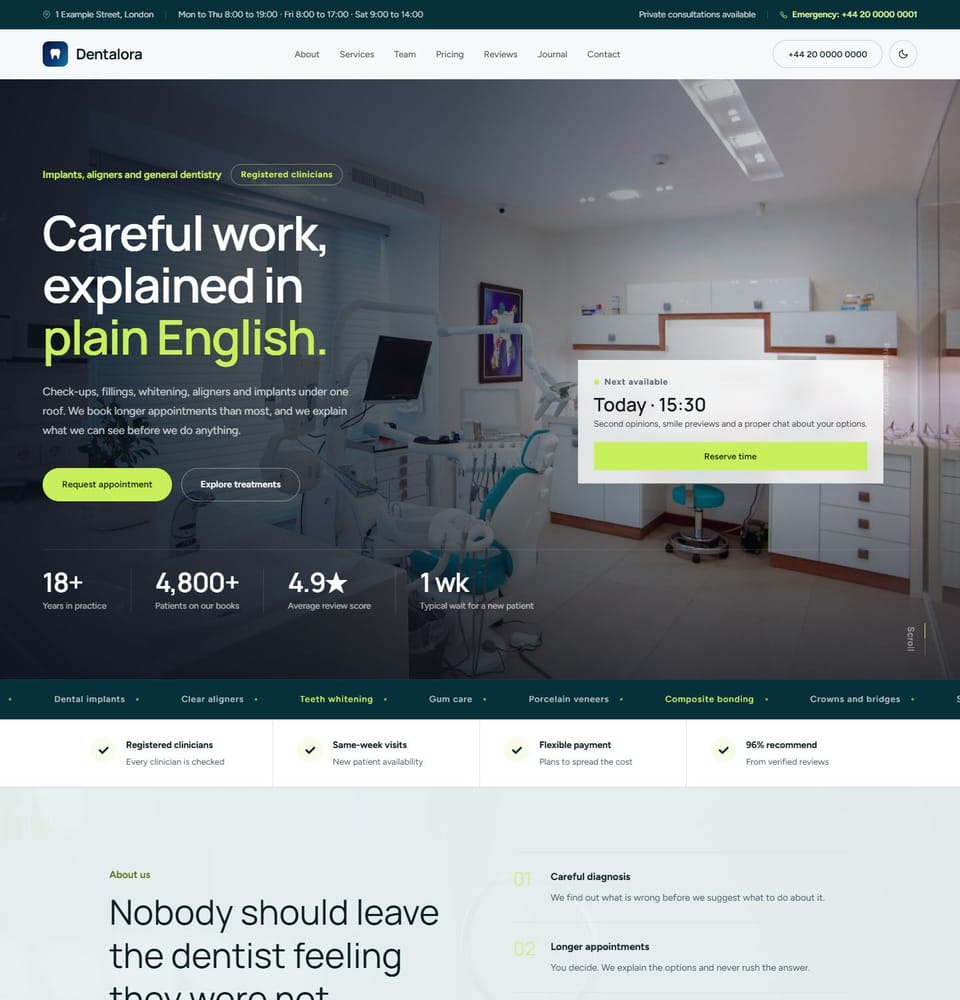 1 Example Street, London
Mon to Thu 8:00 to 19:00 · Fri 8:00 to 17:00 · Sat 9:00 to 14:00
Private consultations available
Emergency: +44 20 0000 0001
Dentalora
About
Services
Team
Pricing
Reviews
Journal
Contact
+44 20 0000 0000
Implants, aligners and general dentistry
Registered clinicians
Careful work,
explained in
plain English.
Check-ups, fillings, whitening, aligners and implants under one
roof. We book longer appointments than most, and we explain
what we can see before we do anything.
Request appointment
Explore treatments
Next available
Today · 15:30
Second opinions, smile previews and a proper chat about your options.
Reserve time
18+
Years in practice
4,800+
Patients on our books
4.9★
Average review score
1 wk
Typical wait for a new patient
Scroll
Dental implants
Clear aligners
Teeth whitening
Gum care
Porcelain veneers
Composite bonding
Crowns and bridges
Registered clinicians
Every clinician is checked
Same-week visits
New patient availability
Flexible payment
Plans to spread the cost
96% recommend
From verified reviews
About us
Nobody should leave
the dentist feeling
they were not
01
Careful diagnosis
We find out what is wrong before we suggest what to do about it.
02
Longer appointments
You decide. We explain the options and never rush the answer.